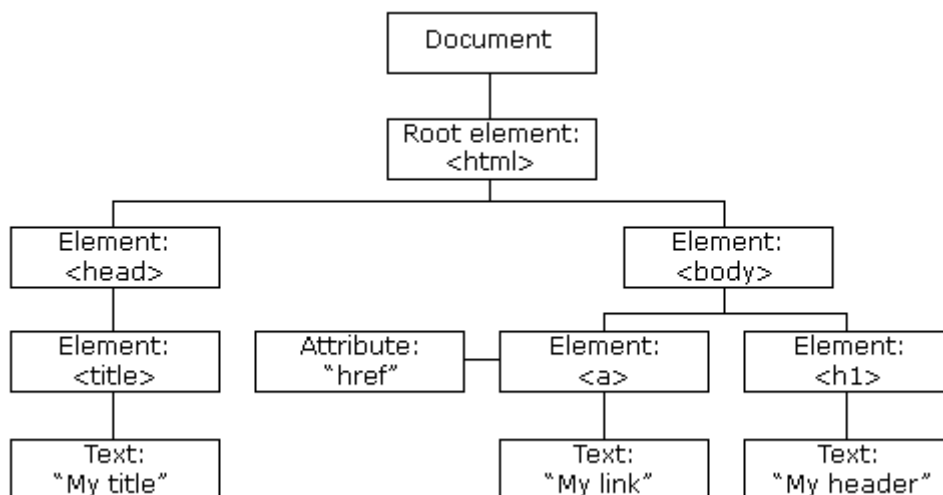 Document
Root element:
<html>
Element:
<head>
Element:
<body>
Element:
<title>
Attribute:
“href”
Element:
<a>
Element:
<h1>
Text:
“My title”
Text:
“My link”
Text:
“My header”